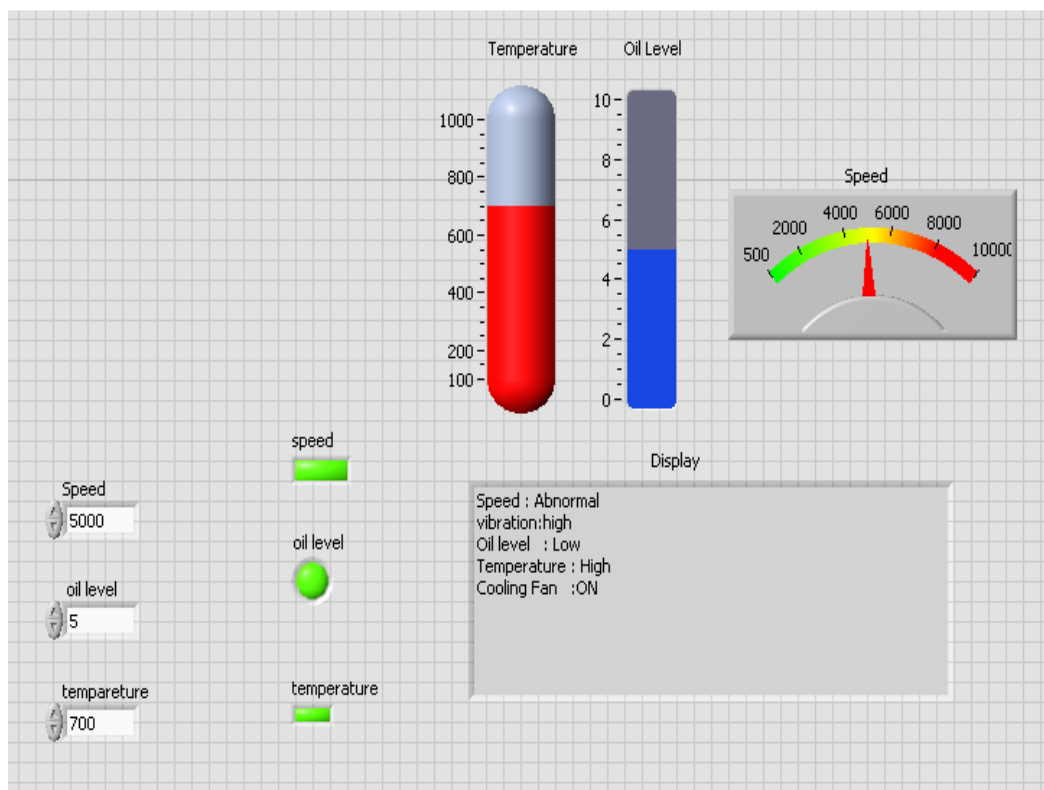 Temperature
Oil Level
1000
800
600
400
200
100
10
8
6
4
2
0
Speed
500
2000
4000
6000
8000
10000
speed
Speed
5000
oil level
oil level
5
temperature
tempareture
700
Display
Speed : Abnormal
vibration:high
Oil level : Low
Temperature : High
Cooling Fan :ON